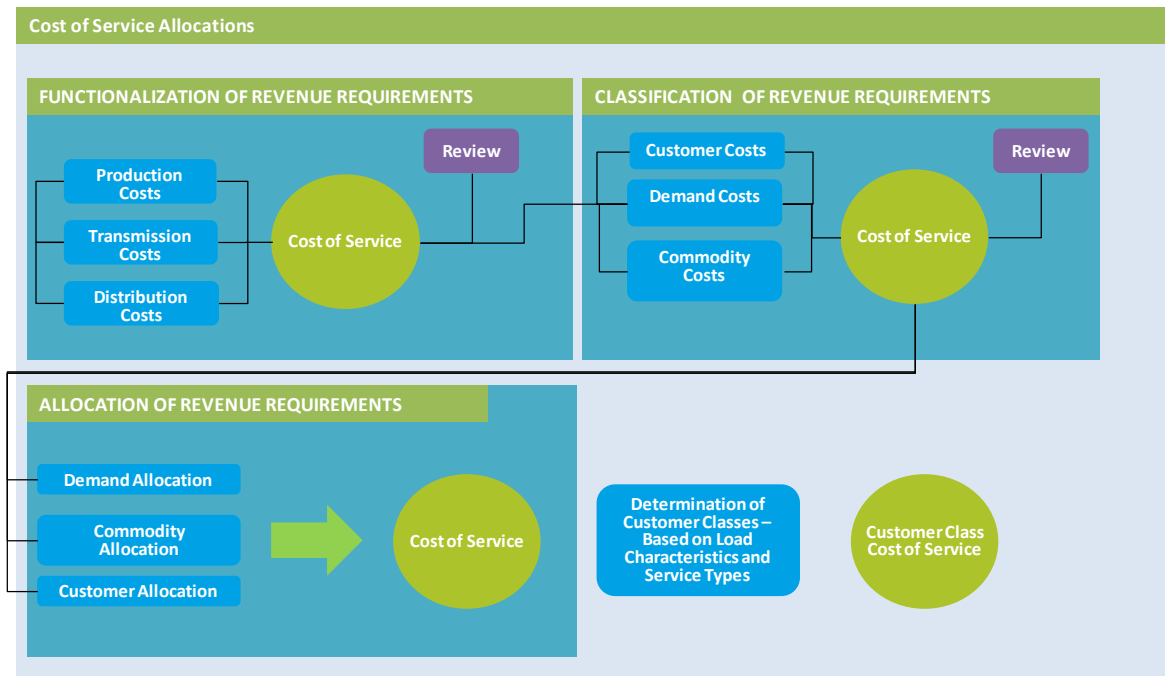 Cost of Service Allocations
FUNCTIONALIZATION OF REVENUE REQUIREMENTS
Review
Production
Costs
Transmission
Costs
Distribution
Costs
Cost of Service
CLASSIFICATION OF REVENUE REQUIREMENTS
Customer Costs
Demand Costs
Commodity
Costs
Cost of Service
Review
ALLOCATION OF REVENUE REQUIREMENTS
Demand Allocation
Commodity
Allocation
Customer Allocation
Cost of Service
Determination of
Customer Classes –
Based on Load
Characteristics and
Service Types
Customer Class
Cost of Service